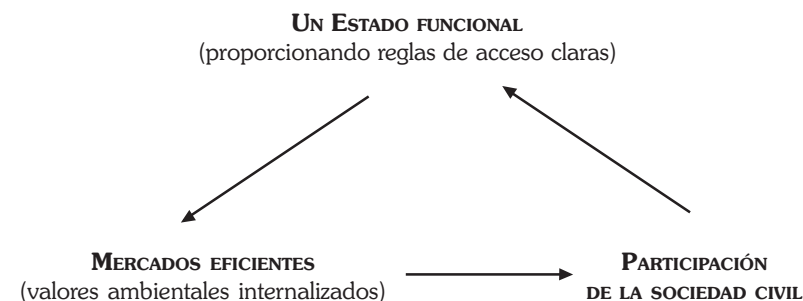 Un Estado funcional
(proporcionando reglas de acceso claras)
Mercados eficientes
(valores ambientales internalizados)
Participación
de la sociedad civil